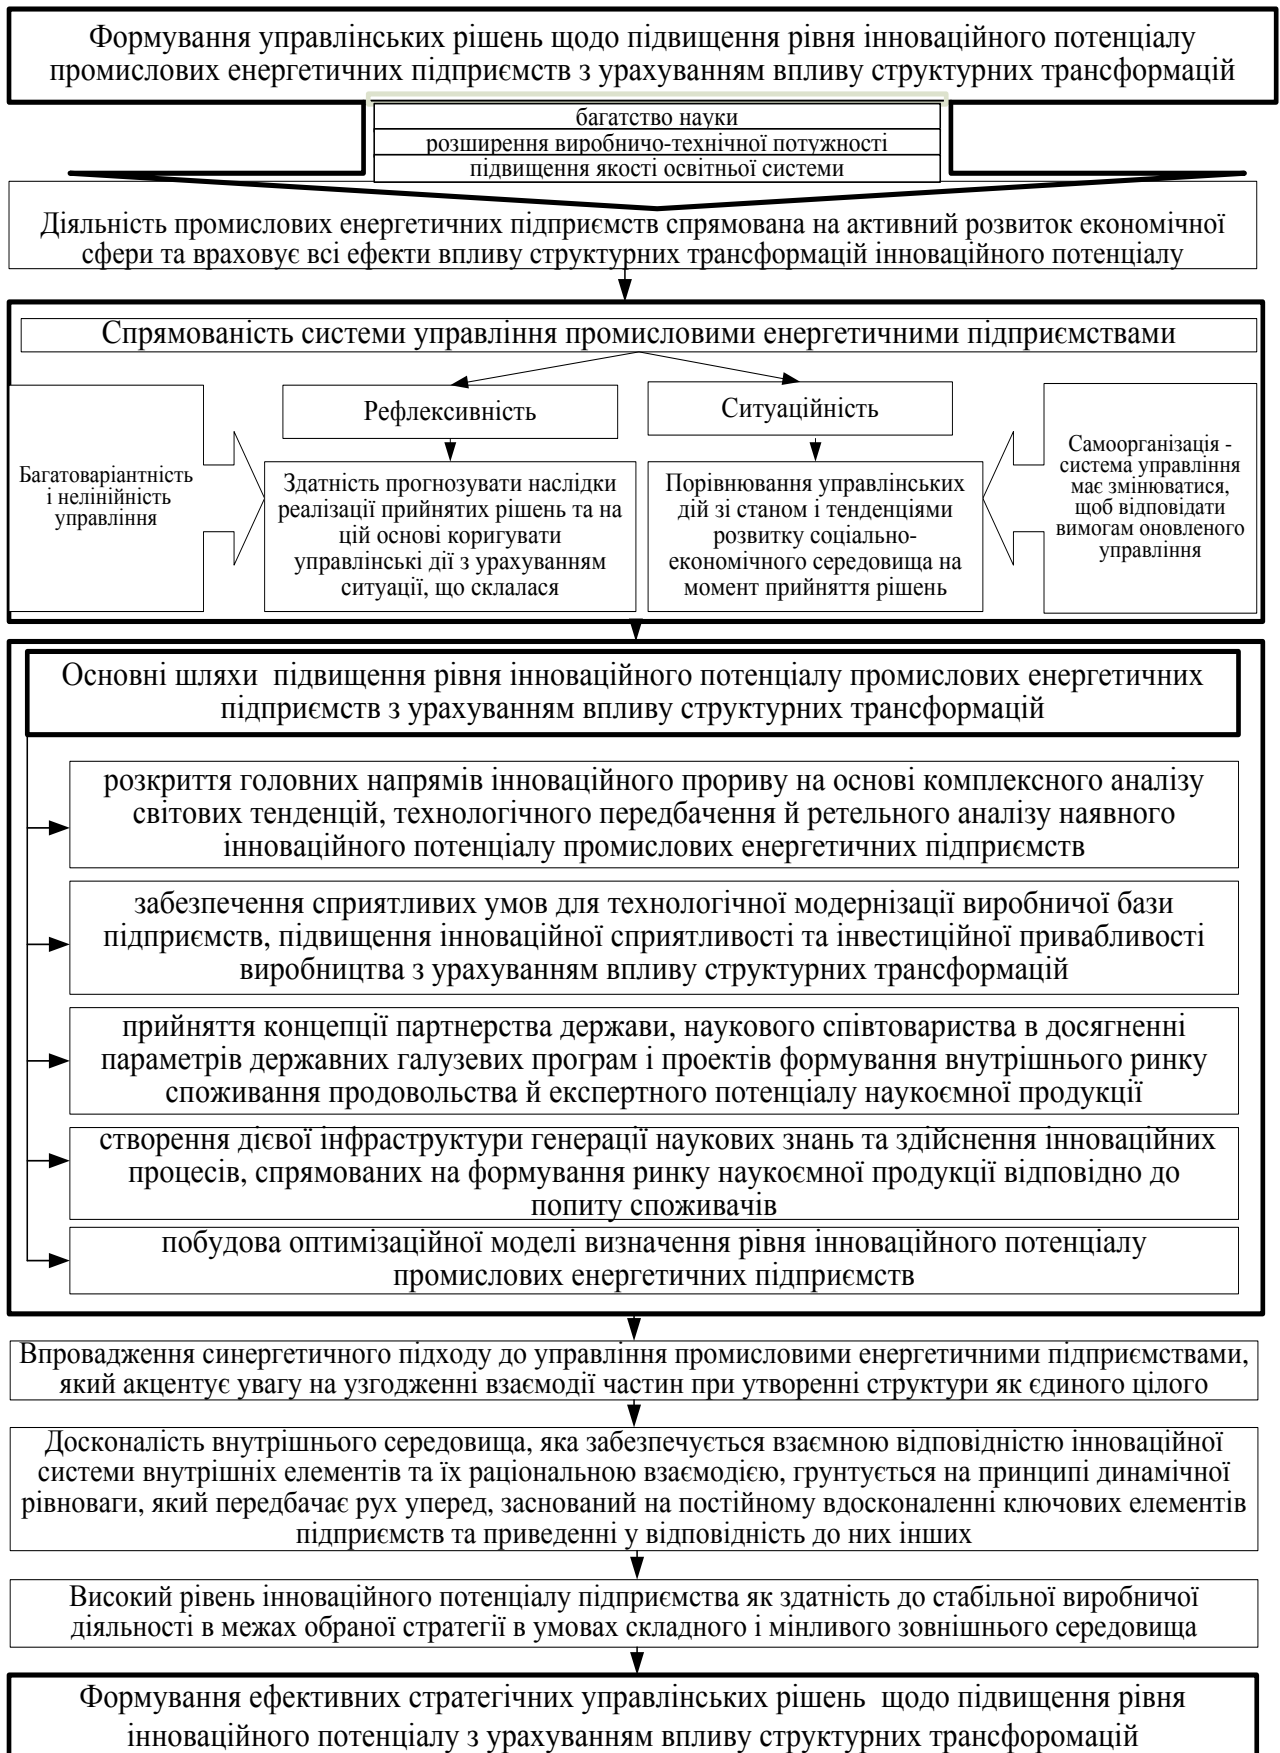 Формування управлінських рішень щодо підвищення рівня інноваційного потенціалу
промислових енергетичних підприємств з урахуванням впливу структурних трансформацій
багатство науки
розширення виробничо-технічної потужності
підвищення якості освітньої системи
Діяльність промислових енергетичних підприємств спрямована на активний розвиток економічної
сфери та враховує всі ефекти впливу структурних трансформацій інноваційного потенціалу
Спрямованість системи управління промисловими енергетичними підприємствами
Багатоваріантність
і нелінійність
управління
Рефлексивність
Здатність прогнозувати наслідки
реалізації прийнятих рішень та на
цій основі коригувати
управлінські дії з урахуванням
ситуації, що склалася
Ситуаційність
Порівнювання управлінських
дій зі станом і тенденціями
розвитку соціально-
економічного середовища на
момент прийняття рішень
Самоорганізація -
система управління
має змінюватися,
щоб відповідати
вимогам оновленого
управління
Основні шляхи підвищення рівня інноваційного потенціалу промислових енергетичних
підприємств з урахуванням впливу структурних трансформацій
розкриття головних напрямів інноваційного прориву на основі комплексного аналізу
світових тенденцій, технологічного передбачення й ретельного аналізу наявного
інноваційного потенціалу промислових енергетичних підприємств
забезпечення сприятливих умов для технологічної модернізації виробничої бази
підприємств, підвищення інноваційної сприятливості та інвестиційної привабливості
виробництва з урахуванням впливу структурних трансформацій
прийняття концепції партнерства держави, наукового співтовариства в досягненні
параметрів державних галузевих програм і проектів формування внутрішнього ринку
споживання продовольства й експертного потенціалу наукоємної продукції
створення дієвої інфраструктури генерації наукових знань та здійснення інноваційних
процесів, спрямованих на формування ринку наукоємної продукції відповідно до
попиту споживачів
побудова оптимізаційної моделі визначення рівня інноваційного потенціалу
промислових енергетичних підприємств
Впровадження синергетичного підходу до управління промисловими енергетичними підприємствами,
який акцентує увагу на узгодженні взаємодії частин при утворенні структури як єдиного цілого
Досконалість внутрішнього середовища, яка забезпечується взаємною відповідністю інноваційної
системи внутрішніх елементів та їх раціональною взаємодією, грунтується на принципі динамічної
рівноваги, який передбачає рух уперед, заснований на постійному вдосконаленні ключових елементів
підприємств та приведенні у відповідність до них інших
Високий рівень інноваційного потенціалу підприємства як здатність до стабільної виробничої
діяльності в межах обраної стратегії в умовах складного і мінливого зовнішнього середовища
Формування ефективних стратегічних управлінських рішень щодо підвищення рівня
інноваційного потенціалу з урахуванням впливу структурних трансфоромацій